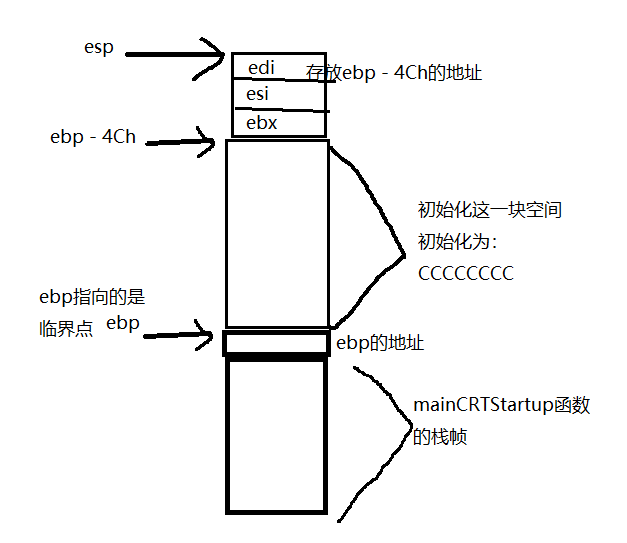 esp
edi
存放ebp - 4Ch的地址
esi
ebx
ebp - 4Ch
初始化这一块空间
初始化为：
CCCCCCCC
ebp指向的是
临界点
ebp
ebp的地址
mainCRTStartup函数
的栈帧